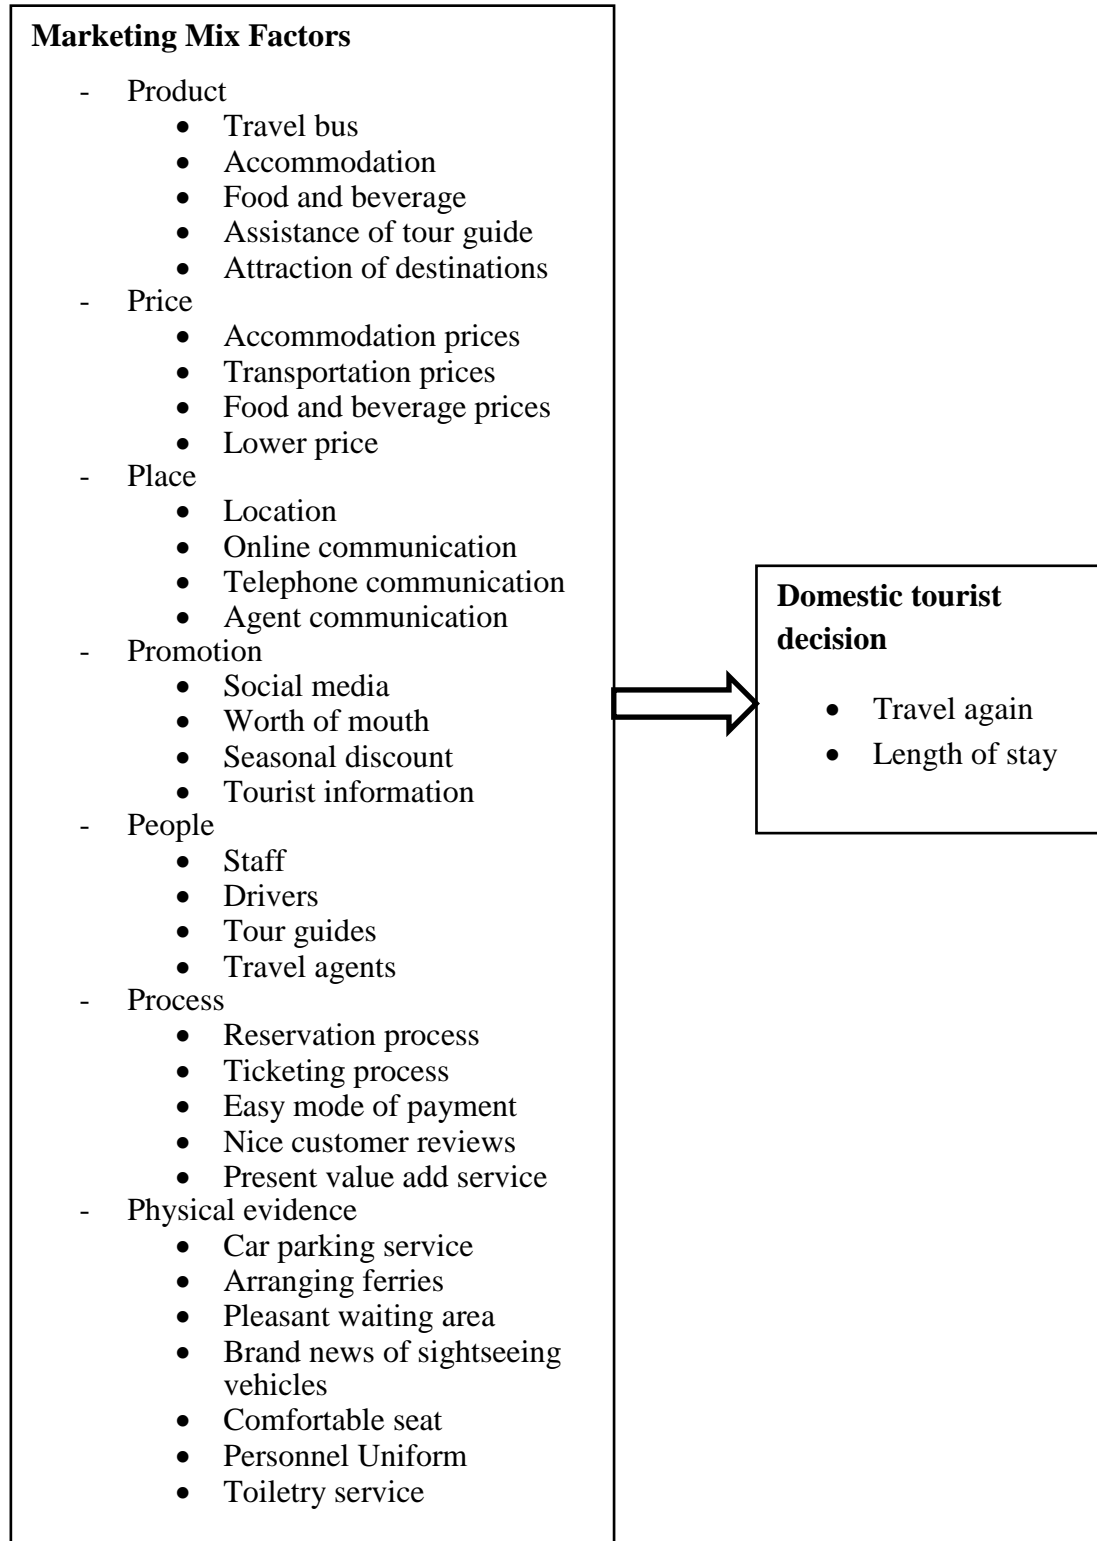 Marketing Mix Factors
- Product
• Travel bus
• Accommodation
• Food and beverage
• Assistance of tour guide
• Attraction of destinations
- Price
• Accommodation prices
• Transportation prices
• Food and beverage prices
• Lower price
- Place
• Location
• Online communication
• Telephone communication
• Agent communication
- Promotion
• Social media
• Worth of mouth
• Seasonal discount
• Tourist information
- People
• Staff
• Drivers
• Tour guides
• Travel agents
- Process
• Reservation process
• Ticketing process
• Easy mode of payment
• Nice customer reviews
• Present value add service
- Physical evidence
• Car parking service
• Arranging ferries
• Pleasant waiting area
• Brand news of sightseeing
vehicles
• Comfortable seat
• Personnel Uniform
• Toiletry service
Domestic tourist
decision
• Travel again
• Length of stay